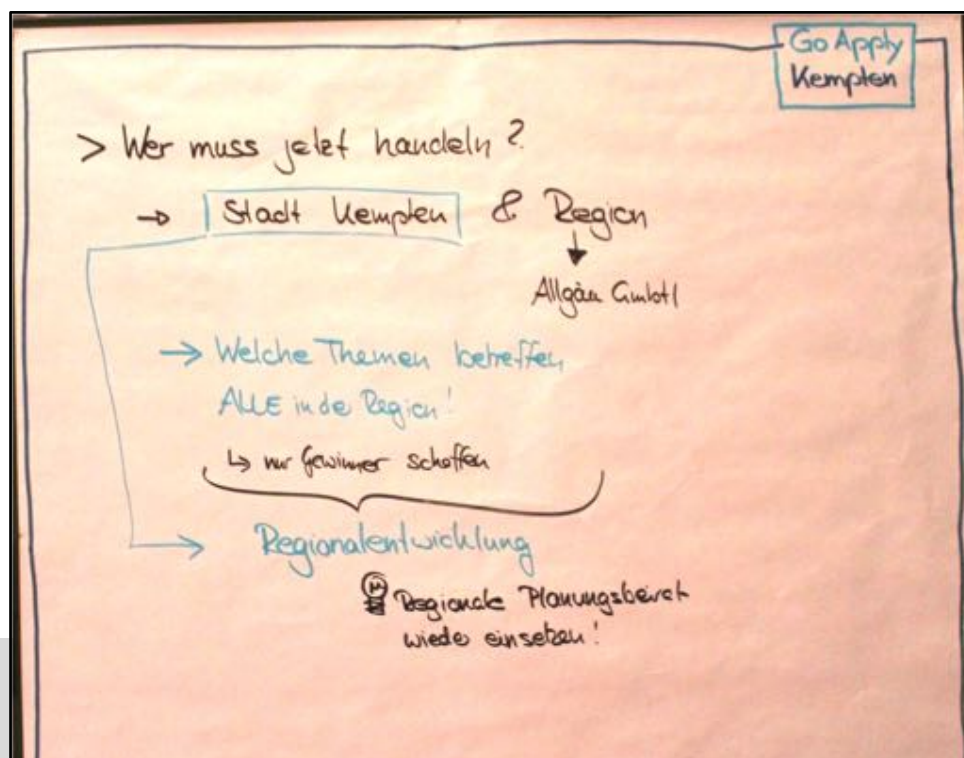 Go Apply
Kempten
> Wer muss jetzt handeln?
→ Stadt Kempten & Region
Allgäu GmbH
→ Welche Themen betreffen
ALLE in der Region!
↳ nur Gewinner schaffen
→ Regionalentwicklung
Regionale Planungsbeirat
wieder einsetzen!